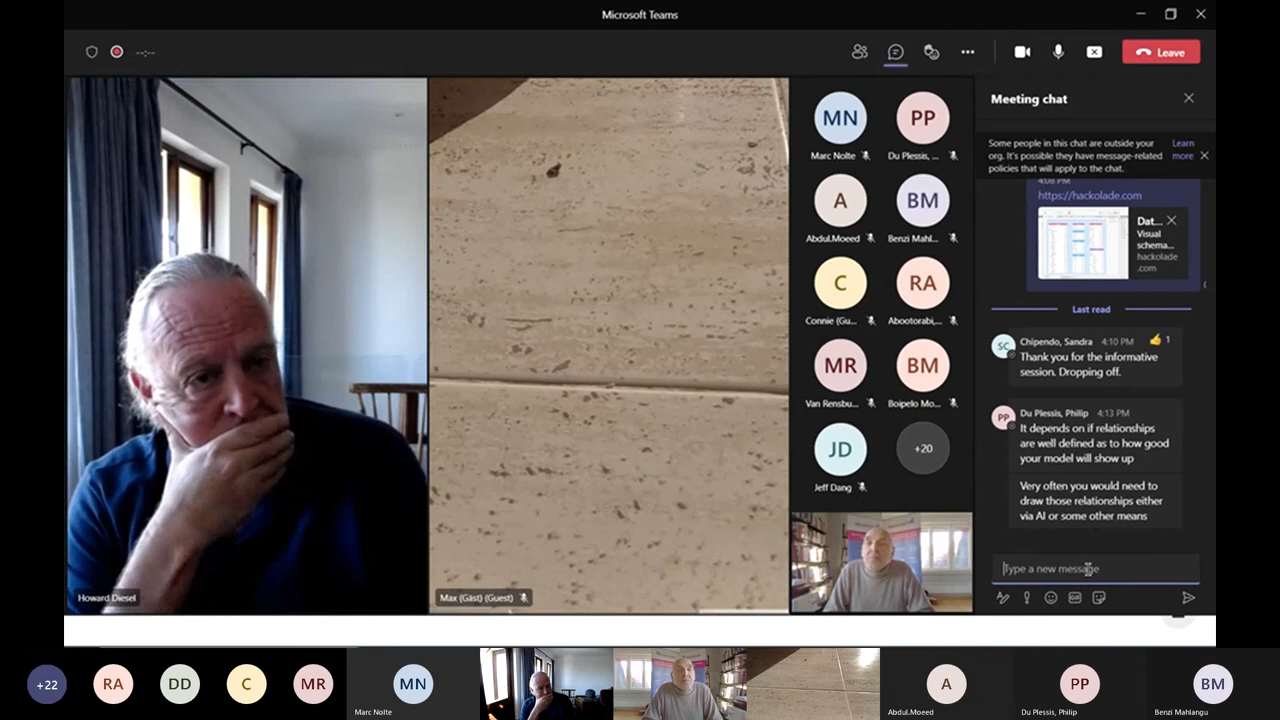 Microsoft Teams
--:--
Leave
Meeting chat
Some people in this chat are outside your
org. It's possible they have message-related
policies that will apply to the chat.
Learn
more
4:08 PM
https://hackolade.com
Dat...
Visual
schema...
hackolade
.com
Last read
SC
Chipendo, Sandra 4:10 PM
1
Thank you for the informative
session. Dropping off.
PP
Du Plessis, Philip 4:13 PM
It depends on if relationships
are well defined as to how good
your model will show up
Very often you would need to
draw those relationships either
via AI or some other means
Type a new message
GIF
MN
Marc Nolte
PP
Du Plessis, ...
A
Abdul.Moeed
BM
Benzi Mahl...
C
Connie (Gu...
RA
Abootorabi,...
MR
Van Rensbu...
BM
Boipelo Mo...
JD
Jeff Dang
+20
Howard Diesel
Max (Gäst) (Guest)
+22
RA
DD
C
MR
MN
Marc Nolte
A
Abdul.Moeed
PP
Du Plessis, Philip
BM
Benzi Mahlangu